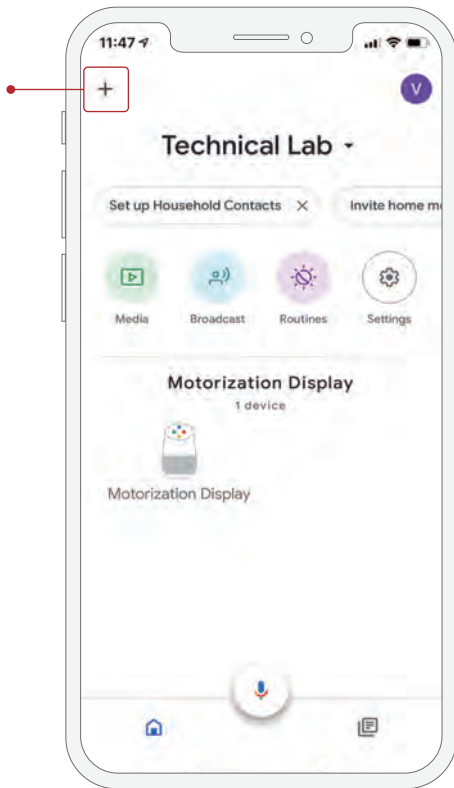 11:47
+
V
Technical Lab
Set up Household Contacts × Invite home m
Media Broadcast Routines Settings
Motorization Display
1 device
Motorization Display